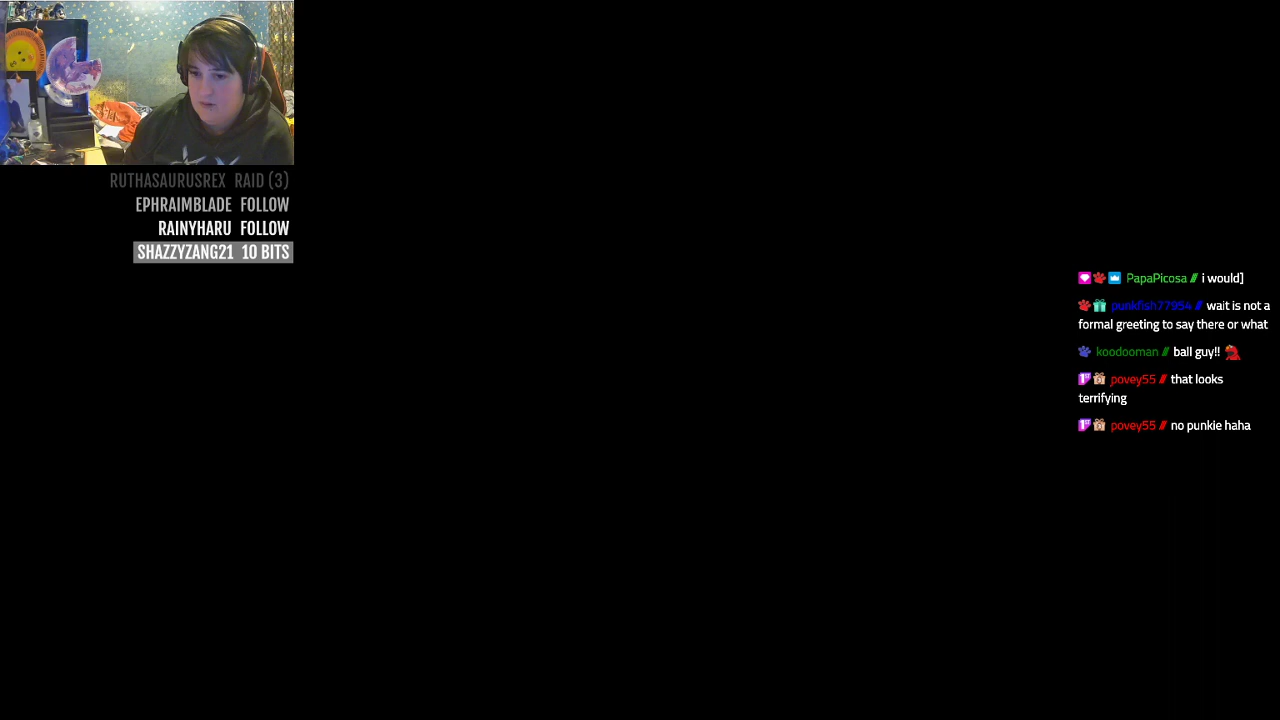 RUTHASAURUSREX RAID (3)
EPHRAIMBLADE FOLLOW
RAINYHARU FOLLOW
SHAZZYZANG21 10 BITS
PapaPicosa // i would]
punkfish77954 // wait is not a
formal greeting to say there or what
koodooman // ball guy!!
povey55 // that looks
terrifying
povey55 // no punkie haha